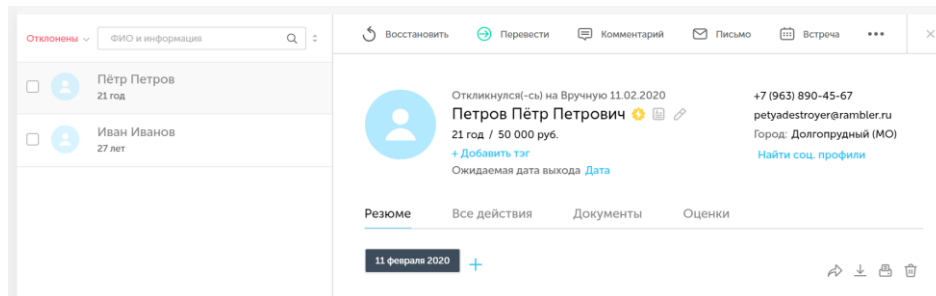 Отклонены
ФИО и информация
Пётр Петров
21 год
Иван Иванов
27 лет
Восстановить Перевести Комментарий Письмо Встреча
Откликнулся(-сь) на Вручную 11.02.2020
Петров Пётр Петрович
21 год / 50 000 руб.
+ Добавить тэг
Ожидаемая дата выхода Дата
+7 (963) 890-45-67
petyadestroyer@rambler.ru
Город: Долгопрудный (МО)
Найти соц. профили
Резюме Все действия Документы Оценки
11 февраля 2020